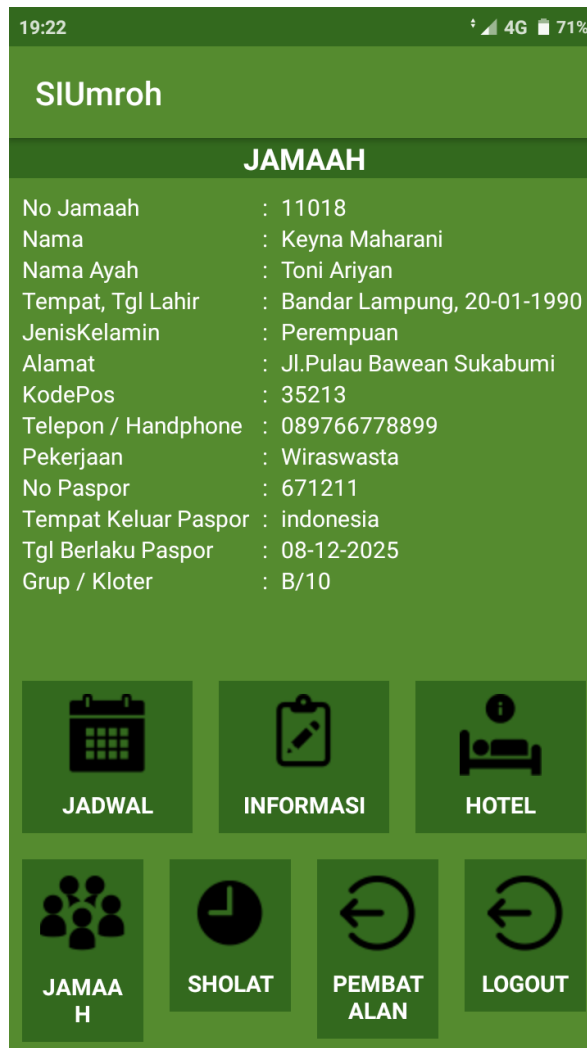 19:22 4G 71%
SIUmroh
JAMAAH
No Jamaah : 11018
Nama : Keyna Maharani
Nama Ayah : Toni Ariyan
Tempat, Tgl Lahir : Bandar Lampung, 20-01-1990
JenisKelamin : Perempuan
Alamat : Jl.Pulau Bawean Sukabumi
KodePos : 35213
Telepon / Handphone : 089766778899
Pekerjaan : Wiraswasta
No Paspor : 671211
Tempat Keluar Paspor : indonesia
Tgl Berlaku Paspor : 08-12-2025
Grup / Kloter : B/10
JADWAL INFORMASI HOTEL
JAMAA
H
SHOLAT
PEMBAT
ALAN
LOGOUT